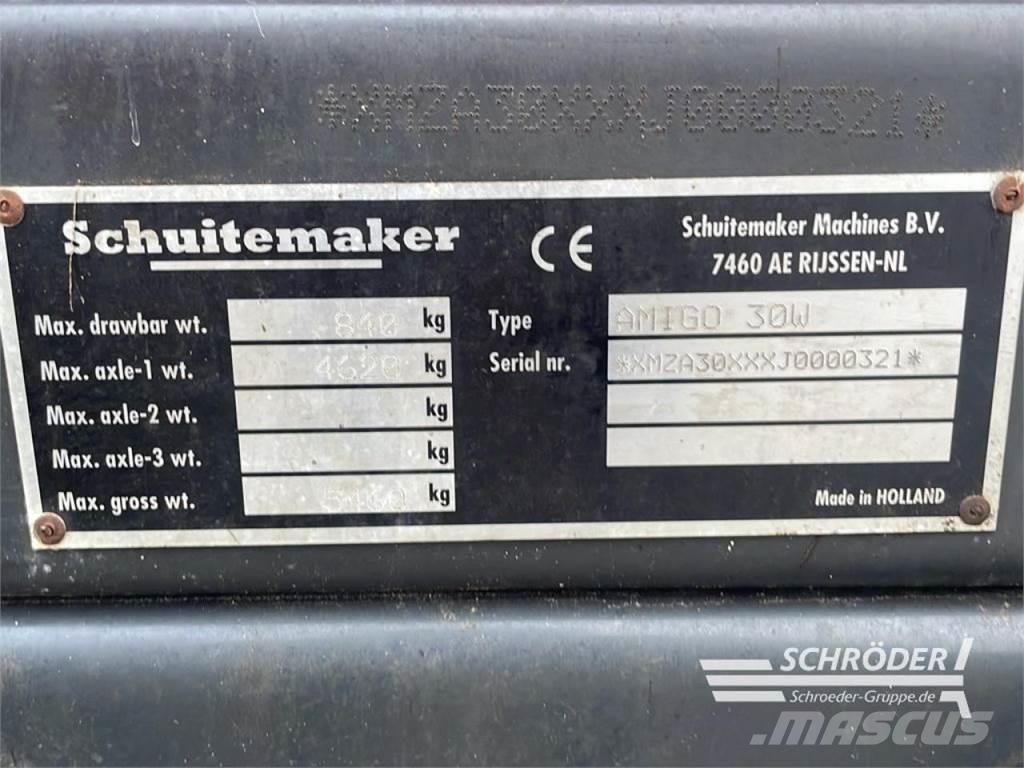 *XMZA30XXXJ0000321*
Schuitemaker
CE
Schuitemaker Machines B.V.
7460 AE RIJSSEN-NL
Max. drawbar wt. 840 kg
Max. axle-1 wt. 4620 kg
Max. axle-2 wt. kg
Max. axle-3 wt. kg
Max. gross wt. 5460 kg
Type AMIGO 30W
Serial nr. *XMZA30XXXJ0000321*
Made in HOLLAND
SCHRÖDER
Schroeder-Gruppe.de
MASCUS